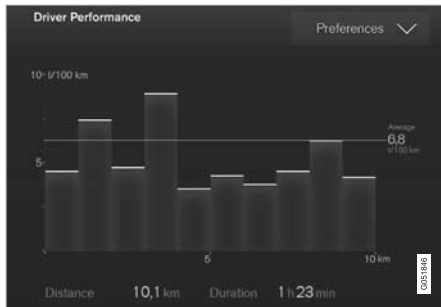 Driver Performance
Preferences
10 l/100 km
Average
6,8
l/100 km
5
5
10 km
Distance 10,1 km Duration 1 h 23 min
G051846